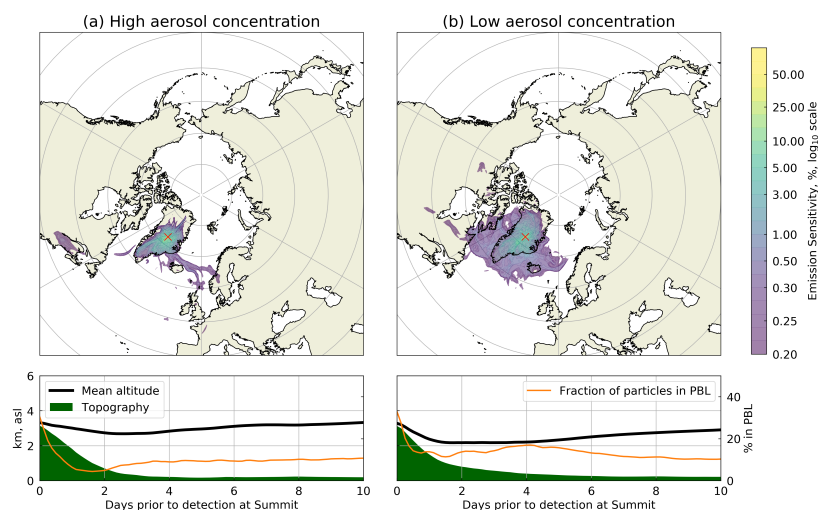 (a) High aerosol concentration
(b) Low aerosol concentration
50.00
25.00
10.00
5.00
3.00
1.00
0.50
0.30
0.25
0.20
Emission Sensitivity, %, log10 scale
6
4
2
0
km, asl
Mean altitude
Topography
0 2 4 6 8 10
Days prior to detection at Summit
Fraction of particles in PBL
40
20
0
% in PBL
0 2 4 6 8 10
Days prior to detection at Summit